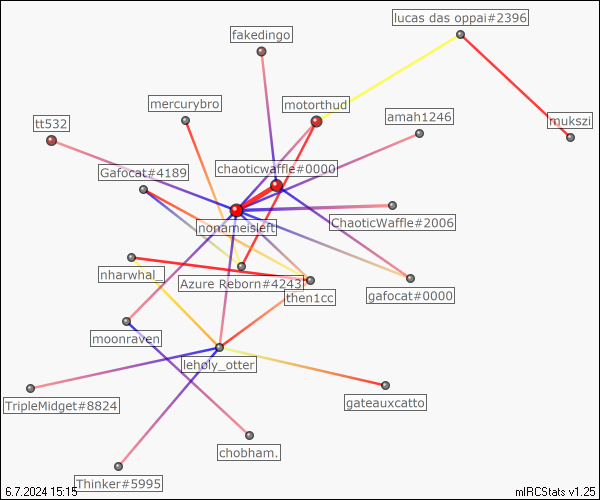 lucas das oppai#2396
fakedingo
mercurybro
motorthud
amah1246
mukszi
tt532
Gafocat#4189
chaoticwaffle#0000
nonameisleft
ChaoticWaffle#2006
nharwhal_
Azure Reborn#4243
then1cc
gafocat#0000
moonraven
leholy_otter
TripleMidget#8824
gateauxcatto
chobham.
Thinker#5995
6.7.2024 15:15
mIRCStats v1.25